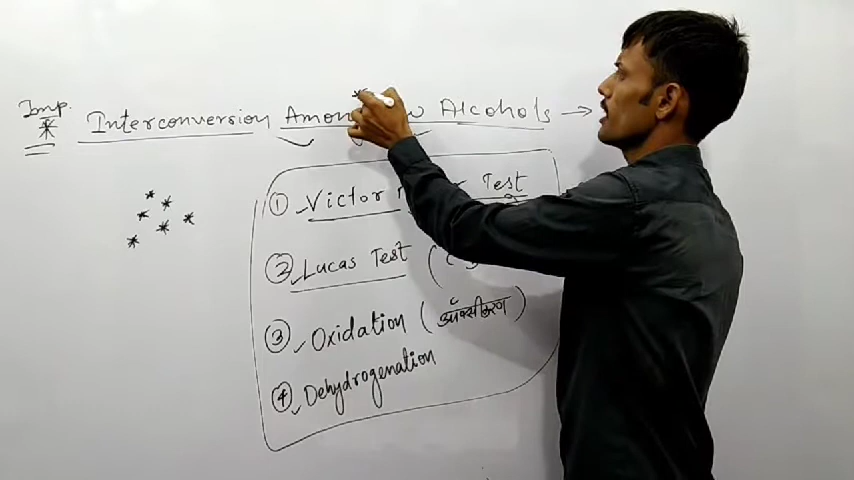 Imp.
* Interconversion Among Alcohols →
① Victor Test
② Lucas Test (
③ Oxidation (ऑक्सीकरण)
④ Dehydrogenation